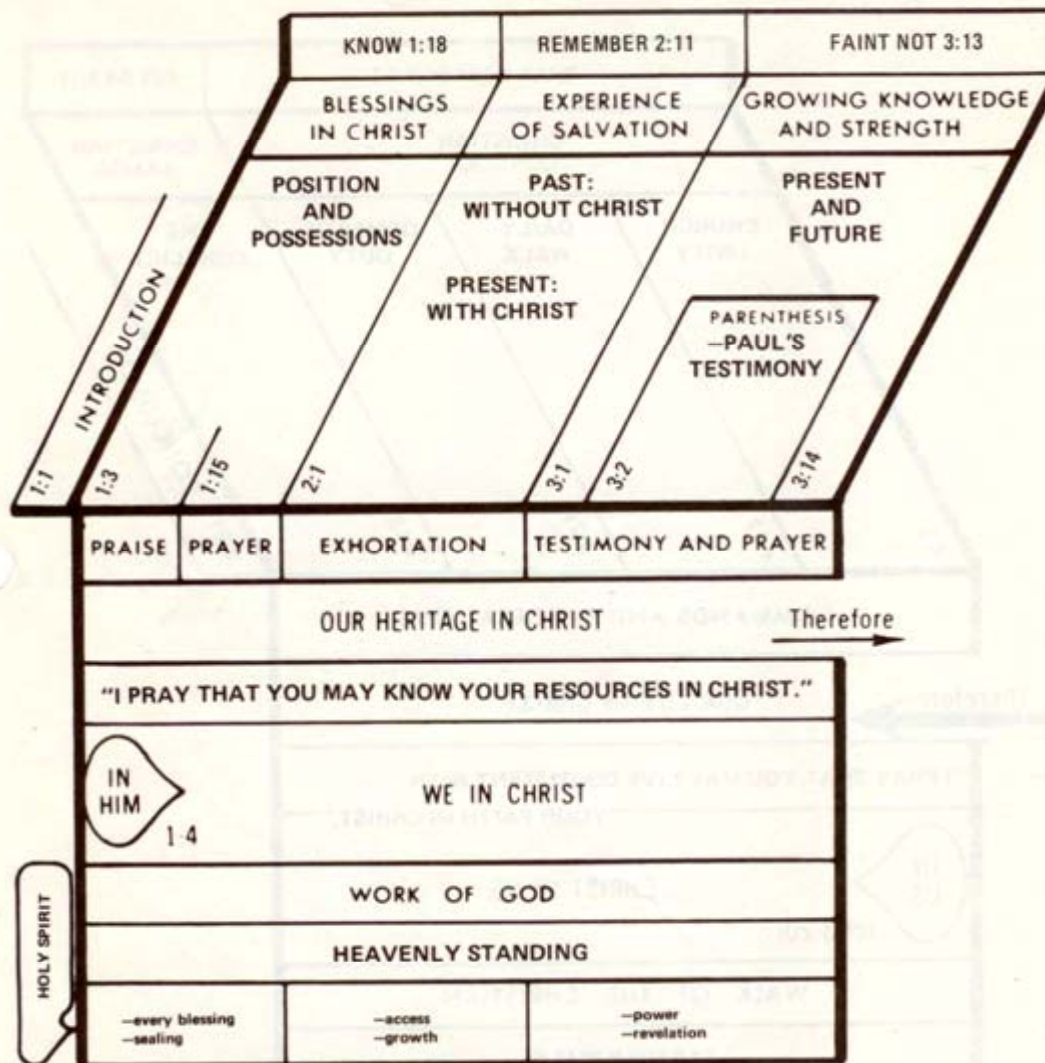 KNOW 1:18
REMEMBER 2:11
FAINT NOT 3:13
BLESSINGS
IN CHRIST
EXPERIENCE
OF SALVATION
GROWING KNOWLEDGE
AND STRENGTH
POSITION
AND
POSSESSIONS
PAST:
WITHOUT CHRIST
PRESENT:
WITH CHRIST
PRESENT
AND
FUTURE
PARENTHESIS
—PAUL'S
TESTIMONY
INTRODUCTION
1:1
1:3
1:15
2:1
3:1
3:2
3:14
PRAISE
PRAYER
EXHORTATION
TESTIMONY AND PRAYER
OUR HERITAGE IN CHRIST
Therefore
"I PRAY THAT YOU MAY KNOW YOUR RESOURCES IN CHRIST."
IN
HIM
1-4
WE IN CHRIST
WORK OF GOD
HEAVENLY STANDING
HOLY SPIRIT
—every blessing
—sealing
—access
—growth
—power
—revelation